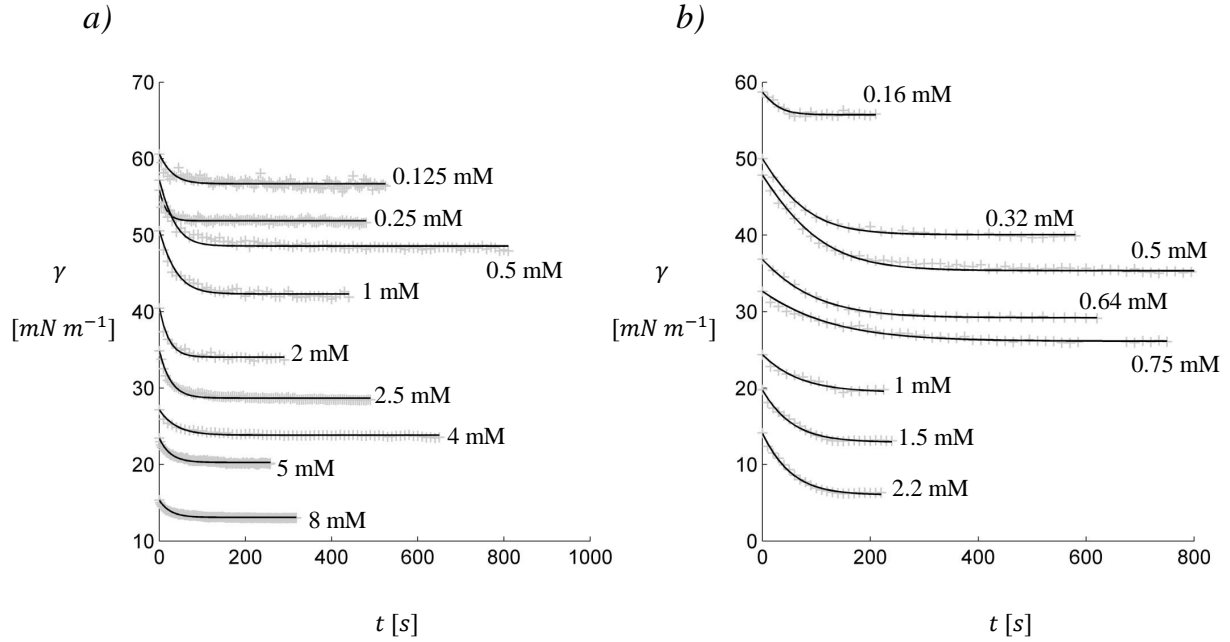 a)
70
60
50
40
30
20
10
0 200 400 600 800 1000
γ
[mN m⁻¹]
0.125 mM
0.25 mM
0.5 mM
1 mM
2 mM
2.5 mM
4 mM
5 mM
8 mM
t [s]
b)
60
50
40
30
20
10
0
0 200 400 600 800
γ
[mN m⁻¹]
0.16 mM
0.32 mM
0.5 mM
0.64 mM
0.75 mM
1 mM
1.5 mM
2.2 mM
t [s]